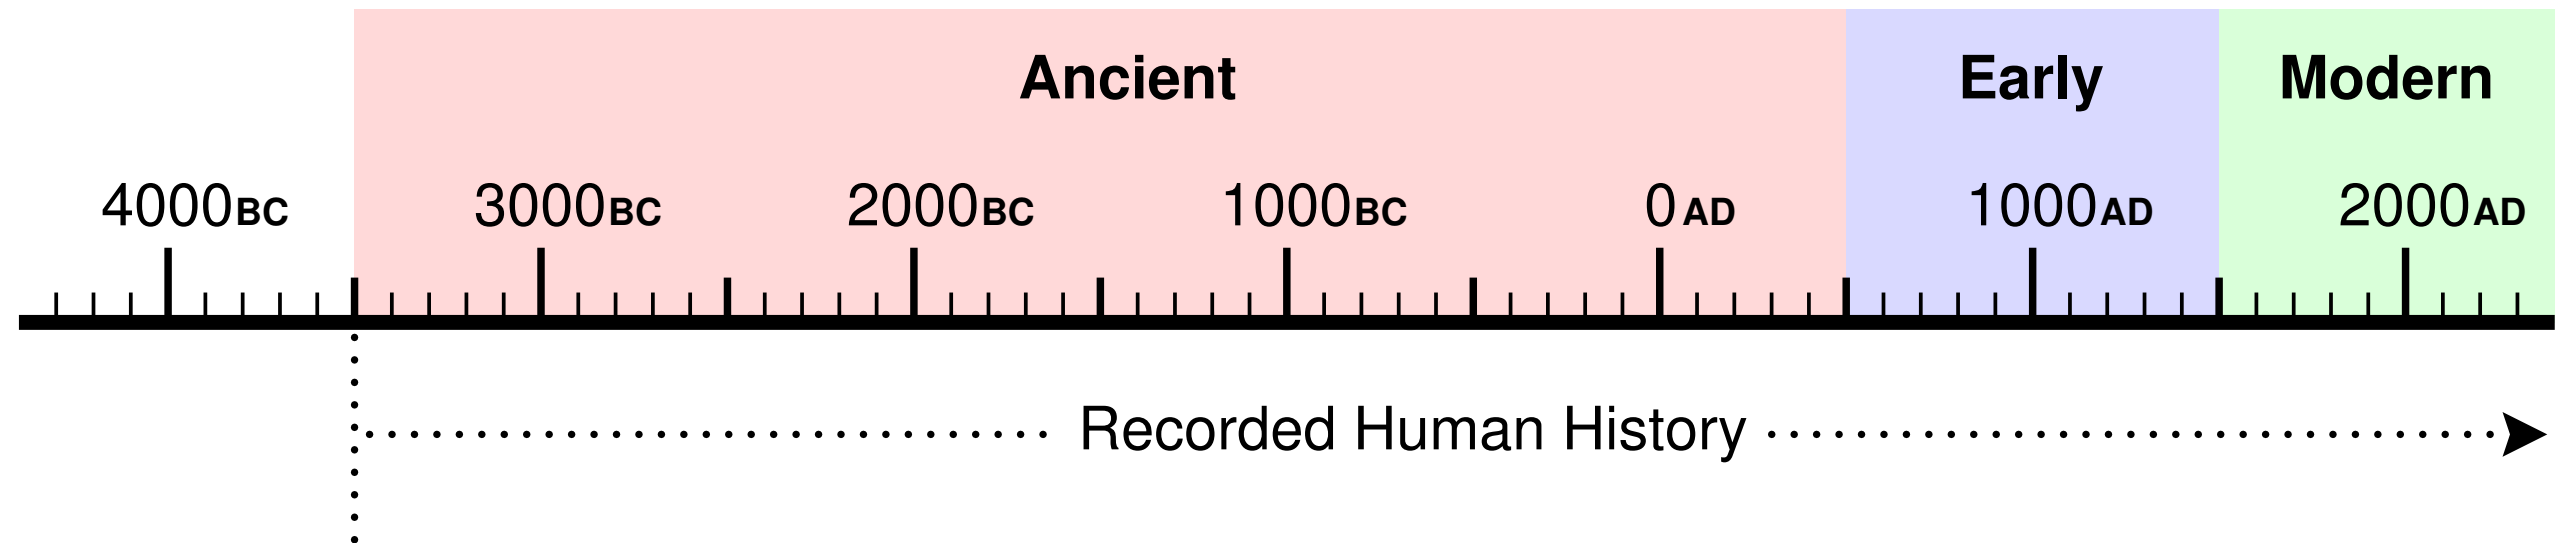 Ancient Early Modern
4000BC 3000BC 2000BC 1000BC 0 AD 1000AD 2000AD
Recorded Human History